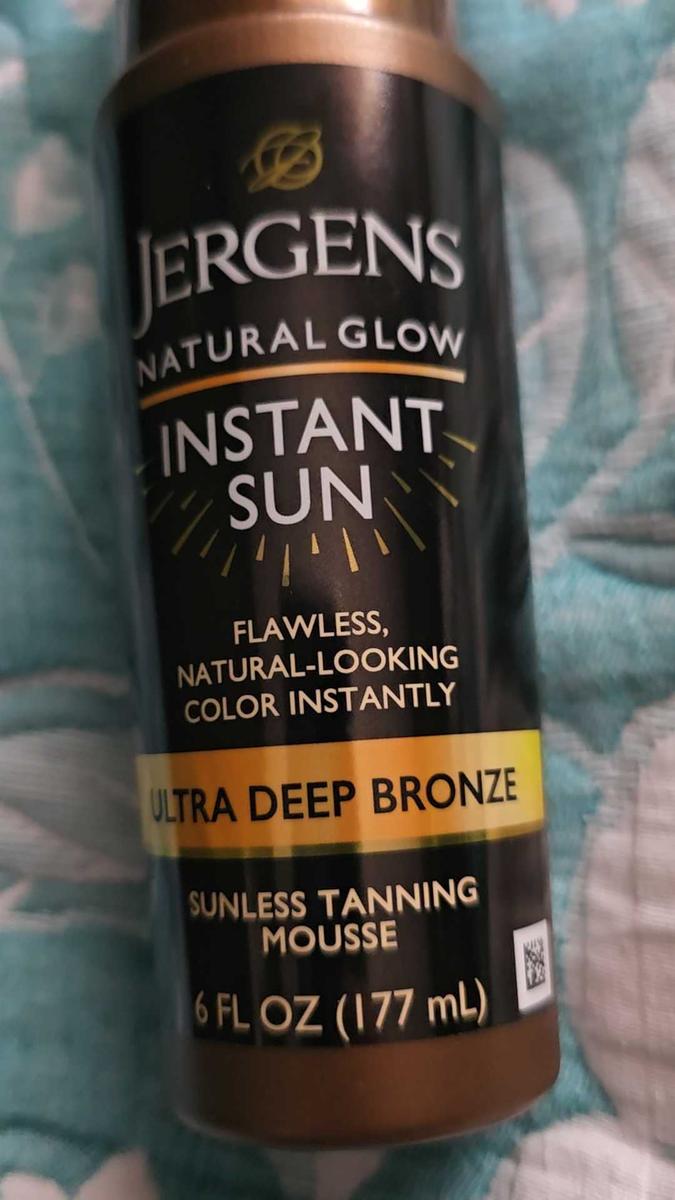 JERGENS
NATURAL GLOW
INSTANT
SUN
FLAWLESS,
NATURAL-LOOKING
COLOR INSTANTLY
ULTRA DEEP BRONZE
SUNLESS TANNING
MOUSSE
6 FL OZ (177 mL)